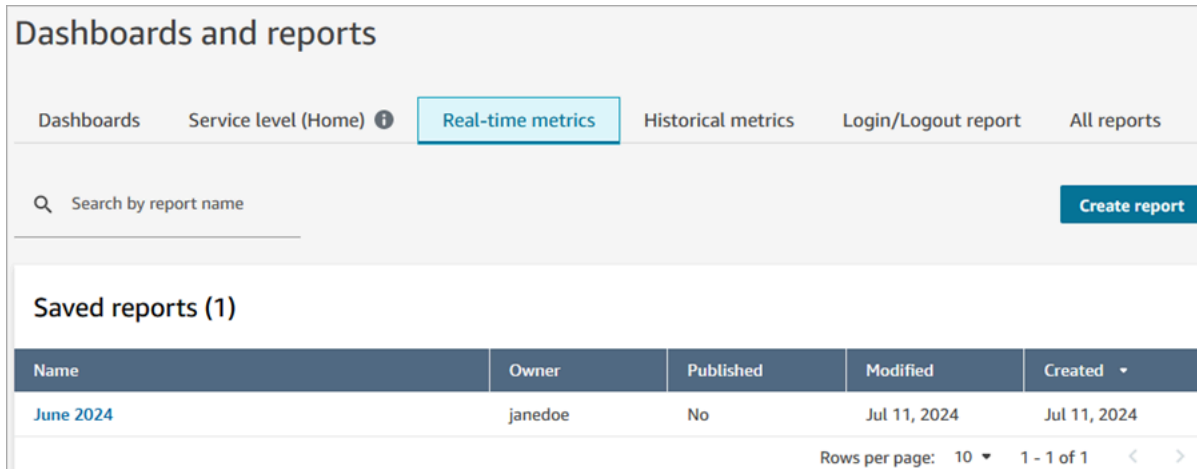 Dashboards and reports
Dashboards Service level (Home) Real-time metrics Historical metrics Login/Logout report All reports
Search by report name
Create report
Saved reports (1)
Name Owner Published Modified Created
June 2024 janedoe No Jul 11, 2024 Jul 11, 2024
Rows per page: 10 1 - 1 of 1